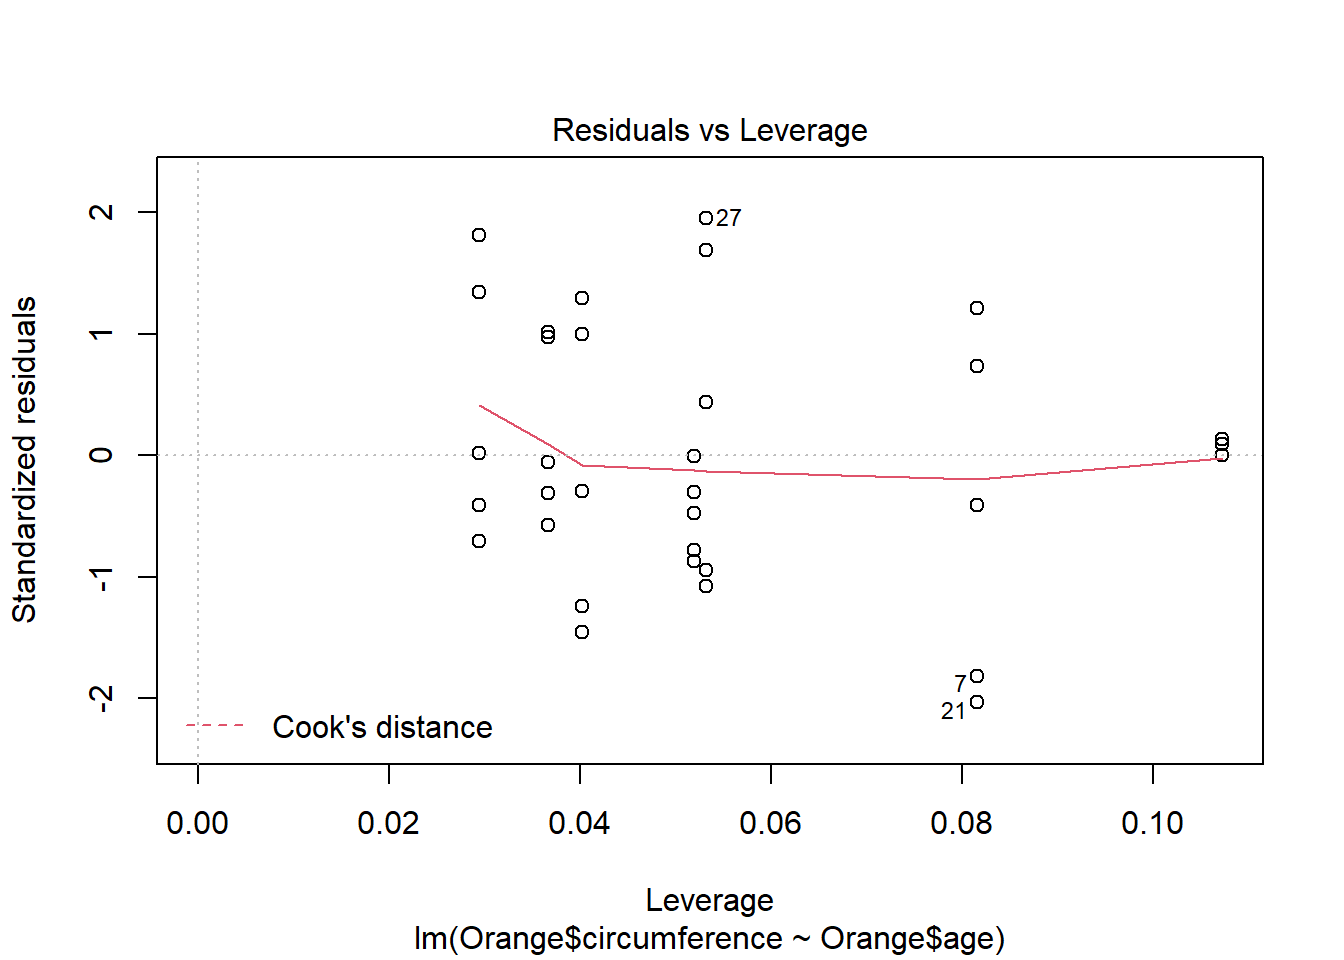 Residuals vs Leverage
Standardized residuals
2
1
0
-1
-2
27
7
21
Cook's distance
0.00 0.02 0.04 0.06 0.08 0.10
Leverage
lm(Orange$circumference ~ Orange$age)